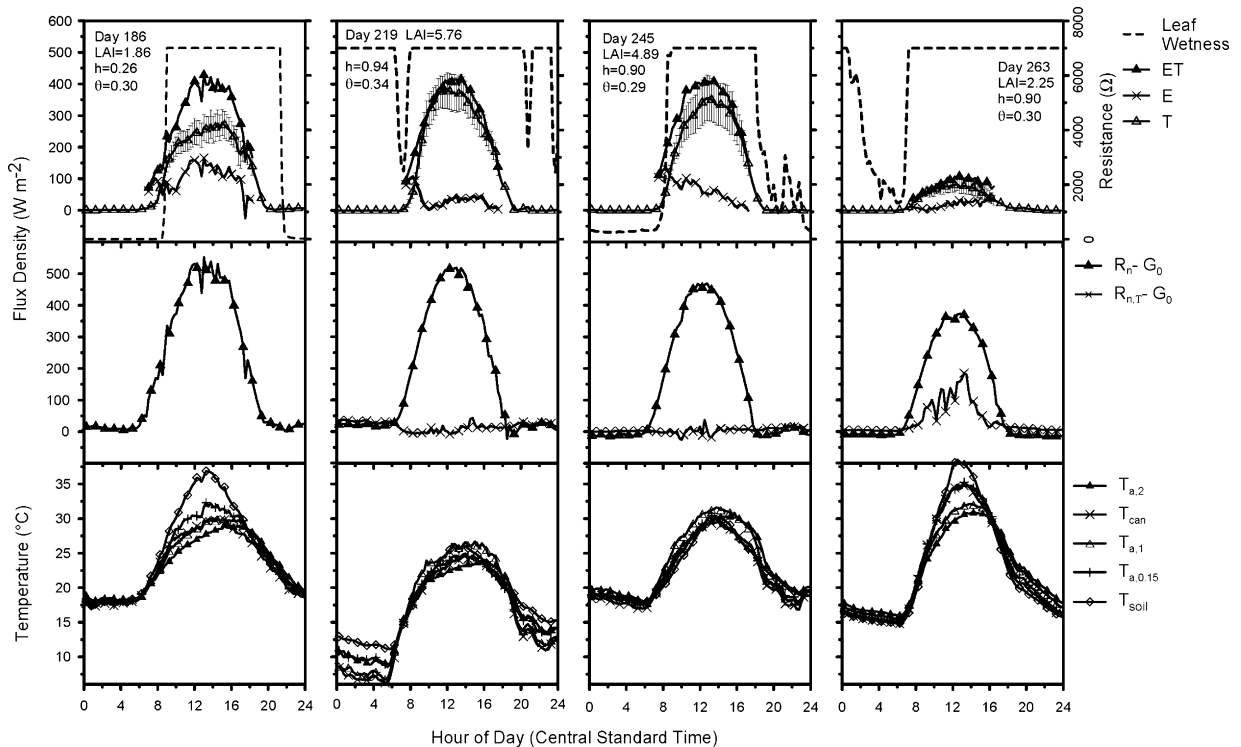 600
500
400
300
200
100
0
Day 186
LAI=1.86
h=0.26
θ=0.30
Day 219 LAI=5.76
h=0.94
θ=0.34
Day 245
LAI=4.89
h=0.90
θ=0.29
Day 263
LAI=2.25
h=0.90
θ=0.30
8000
6000
4000
2000
0
Resistance (Ω)
Leaf
Wetness
ET
E
T
Flux Density (W m-2)
500
400
300
200
100
0
Rn- G0
Rn,T- G0
35
30
25
20
15
10
Temperature (°C)
Ta,2
Tcan
Ta,1
Ta,0.15
Tsoil
0 4 8 12 16 20 24
0 4 8 12 16 20 24
0 4 8 12 16 20 24
0 4 8 12 16 20 24
Hour of Day (Central Standard Time)